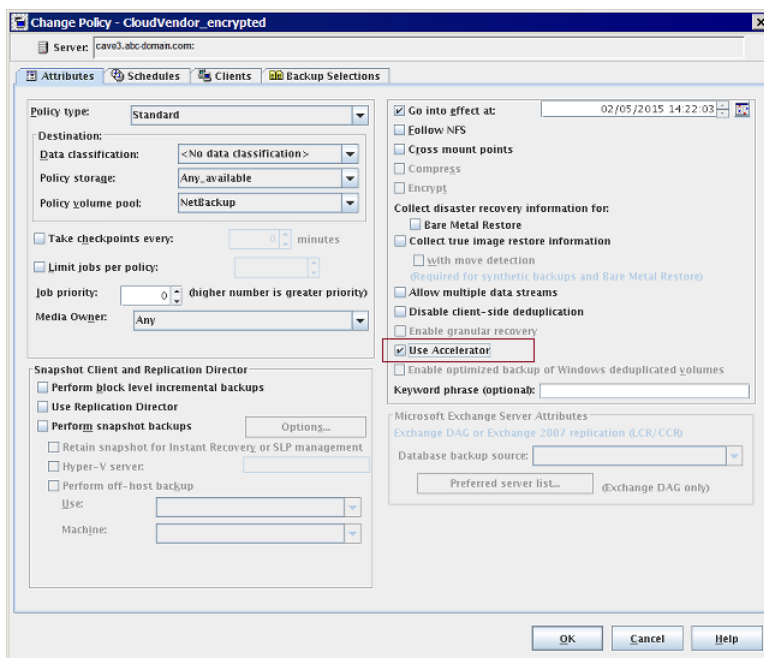 Change Policy - CloudVendor_encrypted
Server: cave3.abc-domain.com:
Attributes Schedules Clients Backup Selections
Policy type: Standard
Destination:
Data classification: <No data classification>
Policy storage: Any_available
Policy volume pool: NetBackup
Take checkpoints every: 0 minutes
Limit jobs per policy:
Job priority: 0 (higher number is greater priority)
Media Owner: Any
Snapshot Client and Replication Director
Perform block level incremental backups
Use Replication Director
Perform snapshot backups Options...
Retain snapshot for Instant Recovery or SLP management
Hyper-V server:
Perform off-host backup
Use:
Machine:
Go into effect at: 02/05/2015 14:22:03
Follow NFS
Cross mount points
Compress
Encrypt
Collect disaster recovery information for:
Bare Metal Restore
Collect true image restore information
With move detection
(Required for synthetic backups and Bare Metal Restore)
Allow multiple data streams
Disable client-side deduplication
Enable granular recovery
Use Accelerator
Enable optimized backup of Windows deduplicated volumes
Keyword phrase (optional):
Microsoft Exchange Server Attributes
Exchange DAG or Exchange 2007 replication (LCR/CCR)
Database backup source:
Preferred server list... (Exchange DAG only)
OK Cancel Help